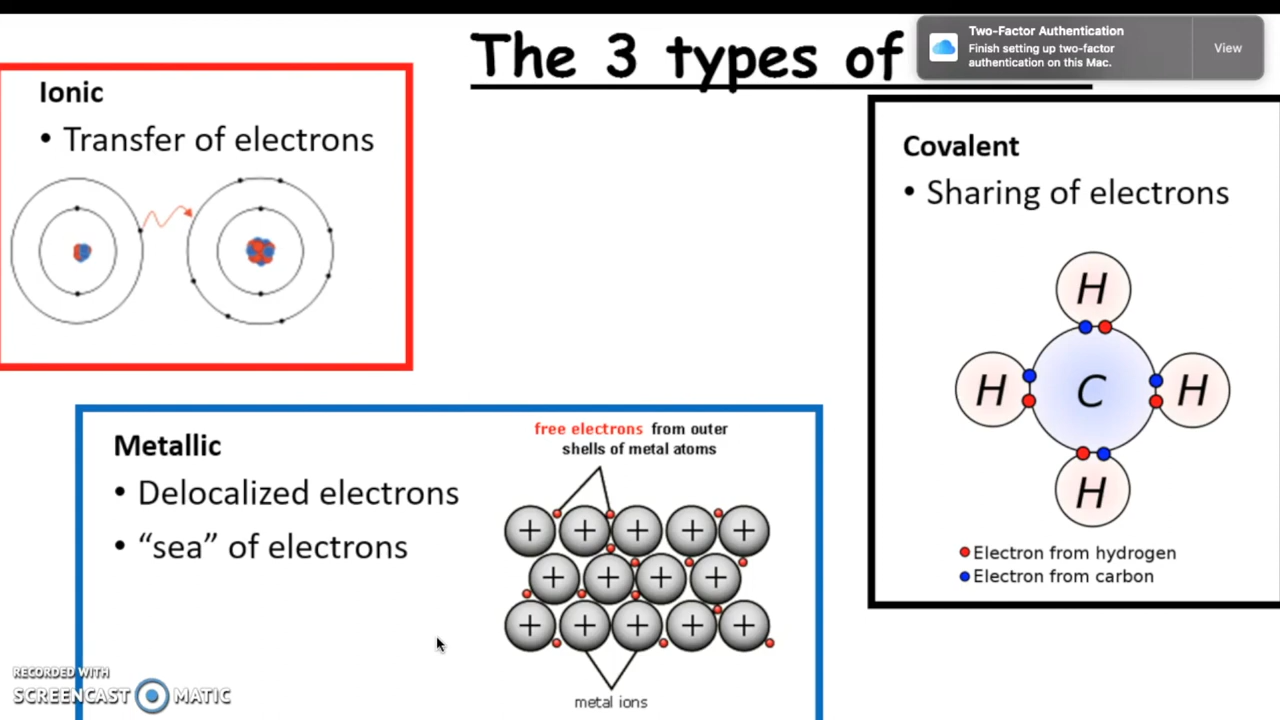 The 3 types of
Two-Factor Authentication
Finish setting up two-factor
authentication on this Mac.
View
Ionic
• Transfer of electrons
Covalent
• Sharing of electrons
H
H
C
H
H
Electron from hydrogen
Electron from carbon
Metallic
• Delocalized electrons
• “sea” of electrons
free electrons from outer
shells of metal atoms
+ + + + +
+ + + +
+ + + + +
metal ions
RECORDED WITH
SCREENCAST MATIC